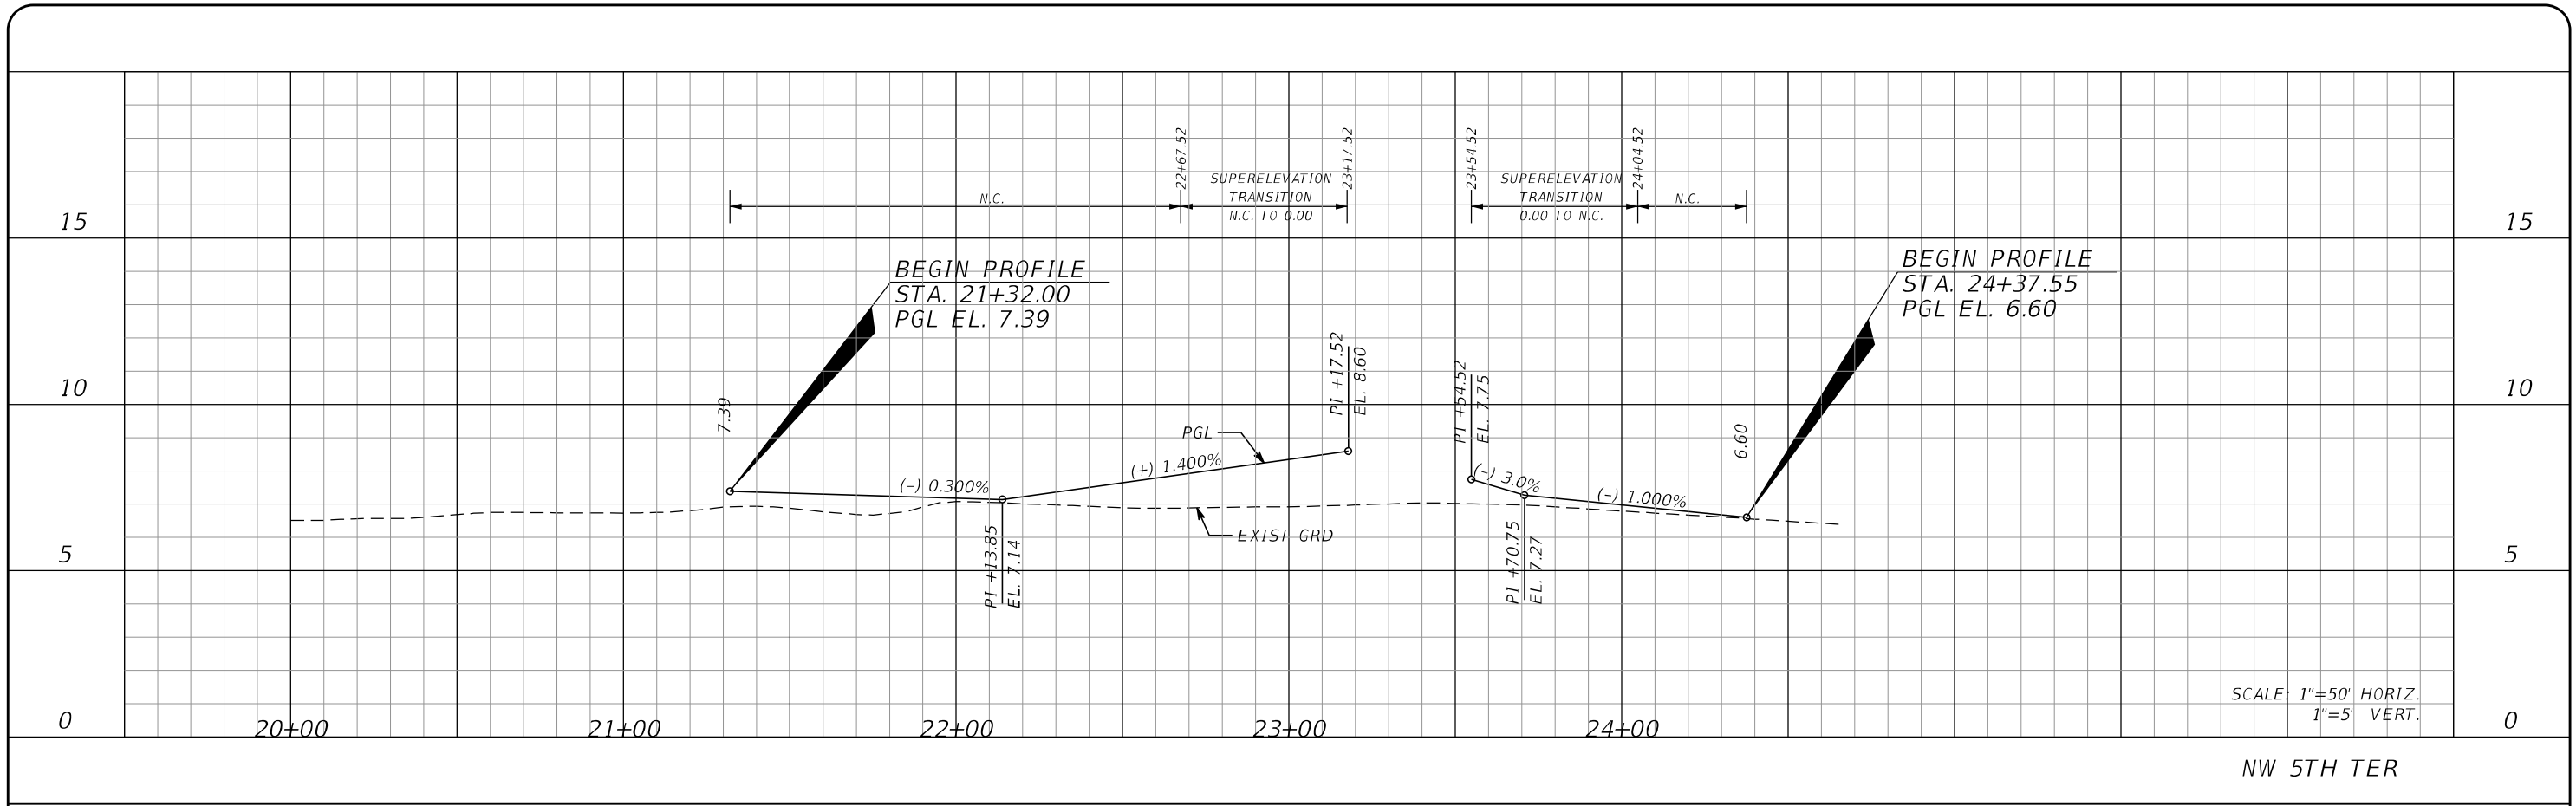 22+67.52
23+17.52
23+54.52
24+04.52
N.C.
SUPERELEVATION
TRANSITION
N.C. TO 0.00
SUPERELEVATION
TRANSITION
0.00 TO N.C.
N.C.
15
15
BEGIN PROFILE
STA. 21+32.00
PGL EL. 7.39
BEGIN PROFILE
STA. 24+37.55
PGL EL. 6.60
10
10
7.39
PI +17.52
EL. 8.60
PI +54.52
EL. 7.75
6.60
PGL
(-) 0.300%
(+) 1.400%
(-) 3.0%
(-) 1.000%
EXIST GRD
PI +13.85
EL. 7.14
PI +70.75
EL. 7.27
5
5
SCALE: 1"=50' HORIZ.
1"=5' VERT.
0
20+00
21+00
22+00
23+00
24+00
0
NW 5TH TER